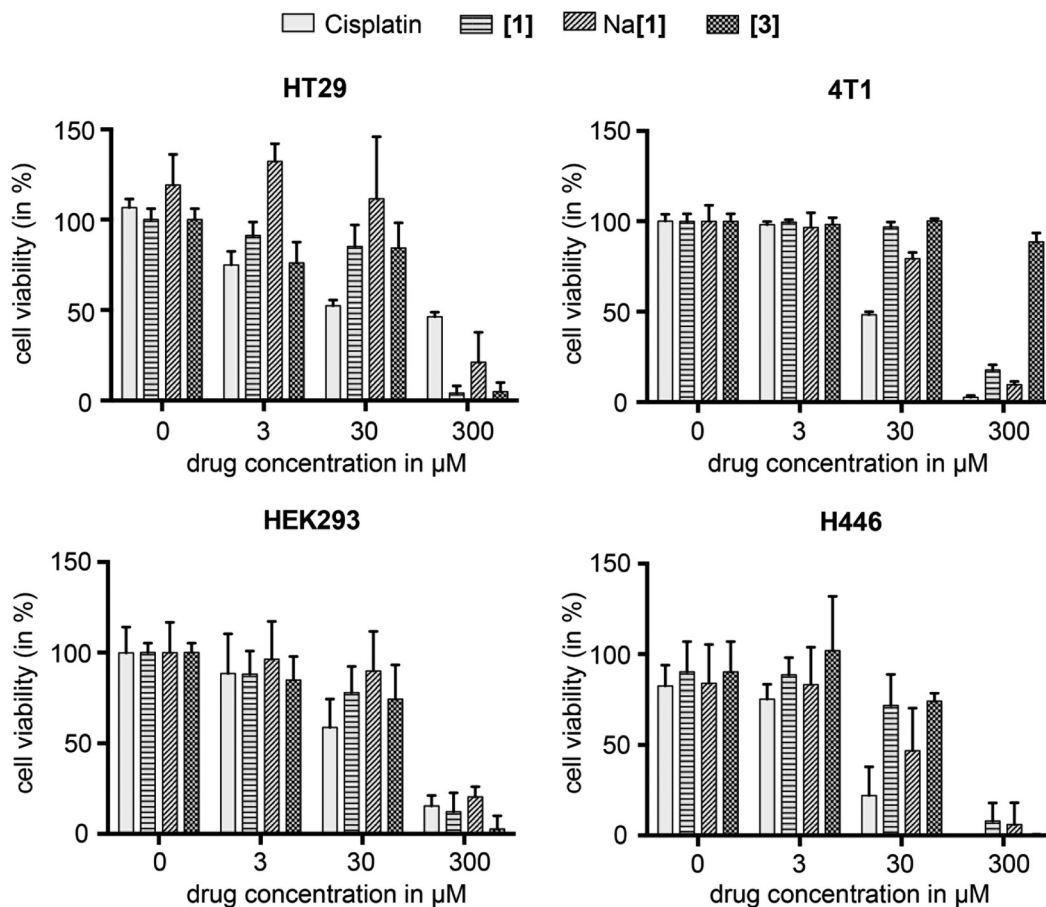 Cisplatin [1] Na[1] [3]
HT29
cell viability (in %)
150
100
50
0
0 3 30 300
drug concentration in µM
4T1
cell viability (in %)
150
100
50
0
0 3 30 300
drug concentration in µM
HEK293
cell viability (in %)
150
100
50
0
0 3 30 300
drug concentration in µM
H446
cell viability (in %)
150
100
50
0
0 3 30 300
drug concentration in µM